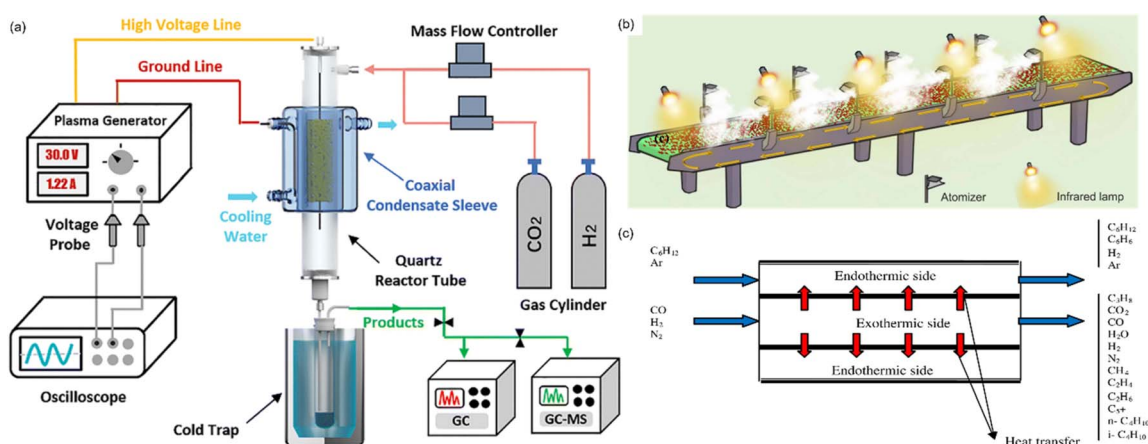 (a)
High Voltage Line
Ground Line
Plasma Generator
30.0 V
1.22 A
Voltage
Probe
Oscilloscope
Cooling
Water
Mass Flow Controller
Coaxial
Condensate Sleeve
Quartz
Reactor Tube
CO2
H2
Gas Cylinder
Products
Cold Trap
GC
GC-MS
(b)
Atomizer
Infrared lamp
(c)
C6H12
Ar
CO
H2
N2
Endothermic side
Exothermic side
Endothermic side
Heat transfer
C6H12
C6H6
H2
Ar
C3H8
CO2
CO
H2O
H2
N2
CH4
C2H4
C2H6
C5+
n- C4H10
i- C4H10